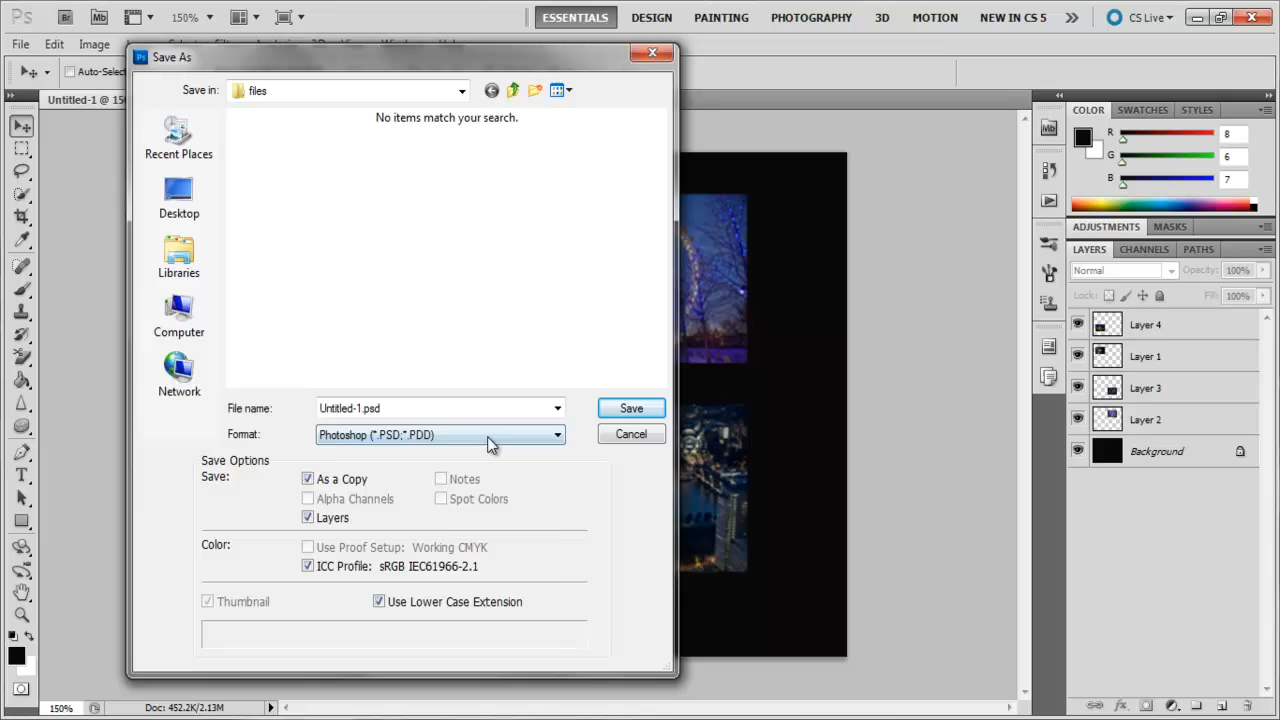 Ps Br Mb 150% ESSENTIALS DESIGN PAINTING PHOTOGRAPHY 3D MOTION NEW IN CS 5 CS Live
File Edit Image
Save As
Auto-Select
Untitled-1 @ 150
Save in: files
No items match your search.
Recent Places
Desktop
Libraries
Computer
Network
File name: Untitled-1.psd Save
Format: Photoshop (*.PSD;*.PDD) Cancel
Save Options
Save: As a Copy Notes
Alpha Channels Spot Colors
Layers
Color: Use Proof Setup: Working CMYK
ICC Profile: sRGB IEC61966-2.1
Thumbnail Use Lower Case Extension
COLOR SWATCHES STYLES
R 8
G 6
B 7
ADJUSTMENTS MASKS
LAYERS CHANNELS PATHS
Normal Opacity: 100%
Lock: Fill: 100%
Layer 4
Layer 1
Layer 3
Layer 2
Background
150% Doc: 452.2K/2.13M